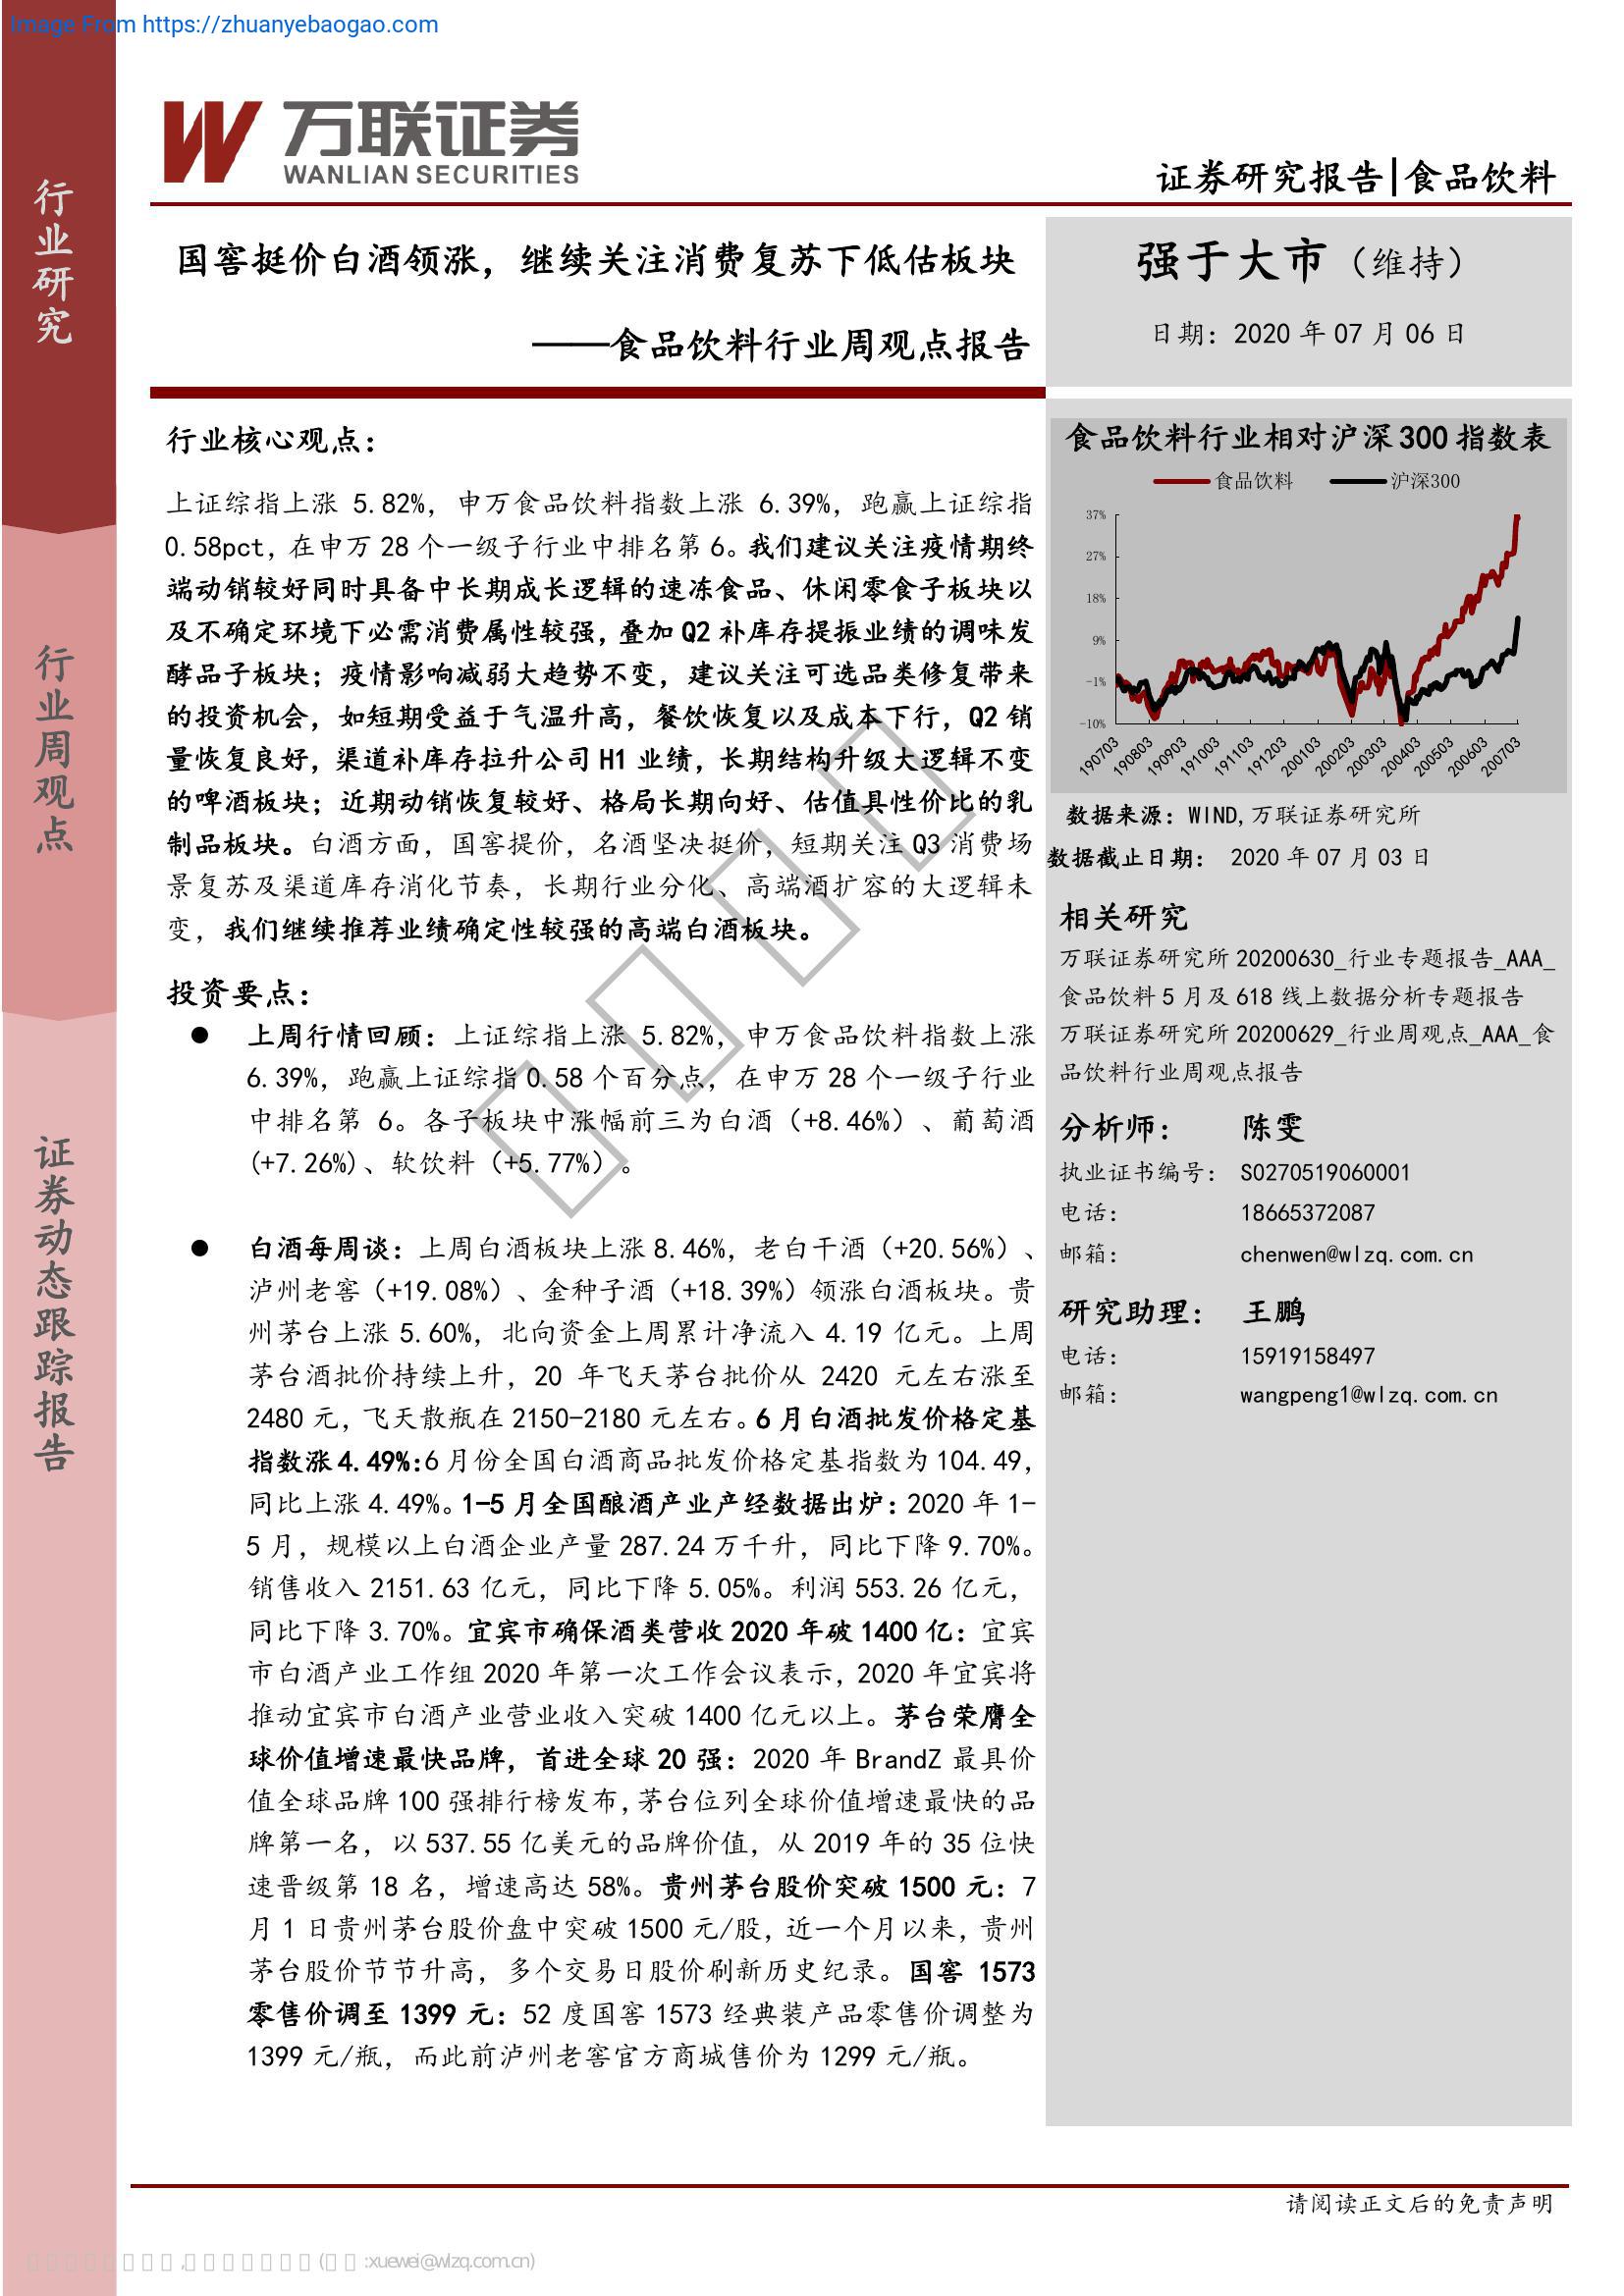 Image From https://zhuanyebaogao.com
行业研究
行业周观点
证券动态跟踪报告
万联证券
WANLIAN SECURITIES
证券研究报告|食品饮料
国窖挺价白酒领涨，继续关注消费复苏下低估板块
——食品饮料行业周观点报告
强于大市（维持）
日期：2020 年 07 月 06 日
行业核心观点：
上证综指上涨 5.82%，申万食品饮料指数上涨 6.39%，跑赢上证综指
0.58pct，在申万 28 个一级子行业中排名第 6。我们建议关注疫情期终
端动销较好同时具备中长期成长逻辑的速冻食品、休闲零食子板块以
及不确定环境下必需消费属性较强，叠加 Q2 补库存提振业绩的调味发
酵品子板块；疫情影响减弱大趋势不变，建议关注可选品类修复带来
的投资机会，如短期受益于气温升高，餐饮恢复以及成本下行，Q2 销
量恢复良好，渠道补库存拉升公司 H1 业绩，长期结构升级大逻辑不变
的啤酒板块；近期动销恢复较好、格局长期向好、估值具性价比的乳
制品板块。白酒方面，国窖提价，名酒坚决挺价，短期关注 Q3 消费场
景复苏及渠道库存消化节奏，长期行业分化、高端酒扩容的大逻辑未
变，我们继续推荐业绩确定性较强的高端白酒板块。
投资要点：
● 上周行情回顾：上证综指上涨 5.82%，申万食品饮料指数上涨
6.39%，跑赢上证综指 0.58 个百分点，在申万 28 个一级子行业
中排名第 6。各子板块中涨幅前三为白酒（+8.46%）、葡萄酒
(+7.26%)、软饮料（+5.77%）。
● 白酒每周谈：上周白酒板块上涨 8.46%，老白干酒（+20.56%）、
泸州老窖（+19.08%）、金种子酒（+18.39%）领涨白酒板块。贵
州茅台上涨 5.60%，北向资金上周累计净流入 4.19 亿元。上周
茅台酒批价持续上升，20 年飞天茅台批价从 2420 元左右涨至
2480 元，飞天散瓶在 2150-2180 元左右。6 月白酒批发价格定基
指数涨 4.49%:6 月份全国白酒商品批发价格定基指数为 104.49，
同比上涨 4.49%。1-5 月全国酿酒产业产经数据出炉：2020 年 1-
5 月，规模以上白酒企业产量 287.24 万千升，同比下降 9.70%。
销售收入 2151.63 亿元，同比下降 5.05%。利润 553.26 亿元，
同比下降 3.70%。宜宾市确保酒类营收 2020 年破 1400 亿：宜宾
市白酒产业工作组 2020 年第一次工作会议表示，2020 年宜宾将
推动宜宾市白酒产业营业收入突破 1400 亿元以上。茅台荣膺全
球价值增速最快品牌，首进全球 20 强：2020 年 BrandZ 最具价
值全球品牌 100 强排行榜发布，茅台位列全球价值增速最快的品
牌第一名，以 537.55 亿美元的品牌价值，从 2019 年的 35 位快
速晋级第 18 名，增速高达 58%。贵州茅台股价突破 1500 元：7
月 1 日贵州茅台股价盘中突破 1500 元/股，近一个月以来，贵州
茅台股价节节升高，多个交易日股价刷新历史纪录。国窖 1573
零售价调至 1399 元：52 度国窖 1573 经典装产品零售价调整为
1399 元/瓶，而此前泸州老窖官方商城售价为 1299 元/瓶。
食品饮料行业相对沪深 300 指数表
食品饮料 沪深300
37%
27%
18%
9%
-1%
-10%
190703 190803 190903 191003 191103 191203 200103 200203 200303 200403 200503 200603 200703
数据来源：WIND,万联证券研究所
数据截止日期： 2020 年 07 月 03 日
相关研究
万联证券研究所 20200630_行业专题报告_AAA_
食品饮料 5 月及 618 线上数据分析专题报告
万联证券研究所 20200629_行业周观点_AAA_食
品饮料行业周观点报告
分析师： 陈雯
执业证书编号： S0270519060001
电话： 18665372087
邮箱： chenwen@wlzq.com.cn
研究助理： 王鹏
电话： 15919158497
邮箱： wangpeng1@wlzq.com.cn
请阅读正文后的免责声明
:xuewei@wlzq.com.cn)